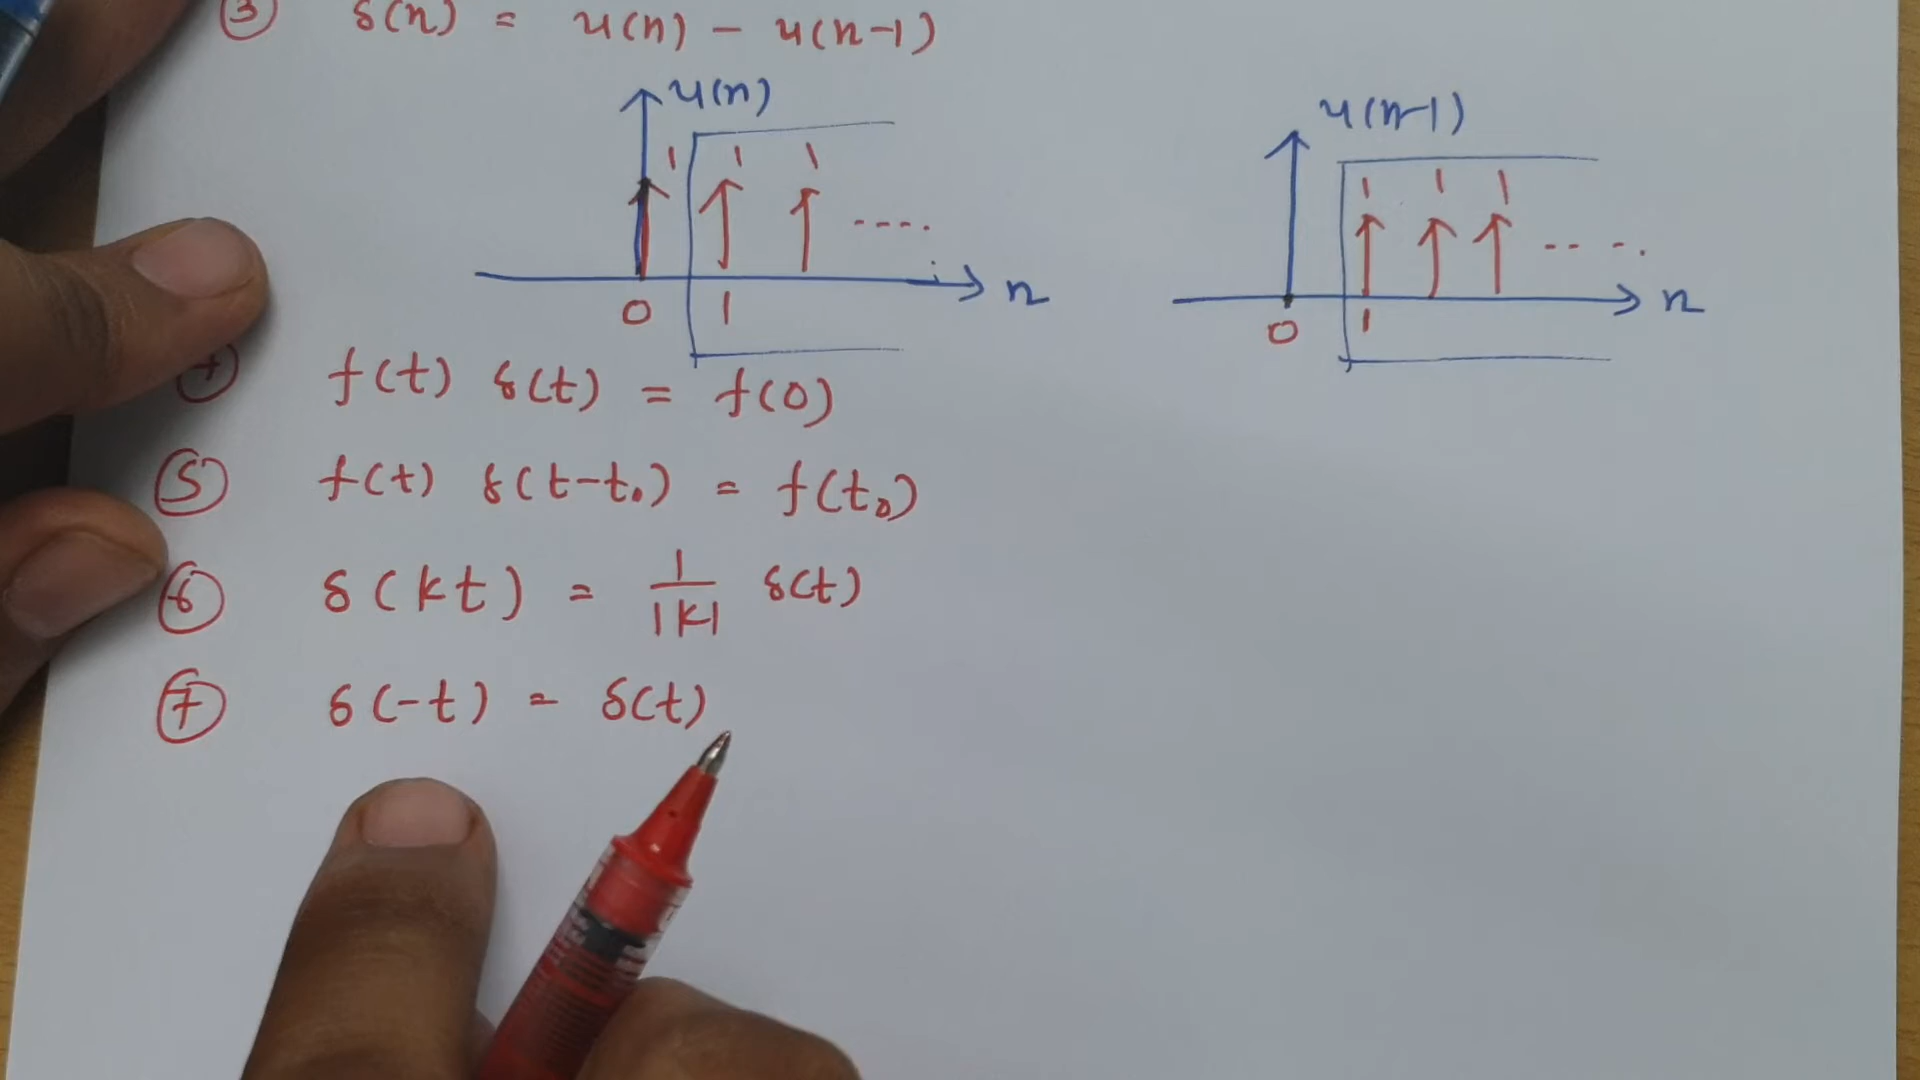 ③ δ(n) = u(n) - u(n-1)
u(n)
1 1 1 ----.
0 1 n
u(n-1)
1 1 1 -- -.
0 1 n
f(t) δ(t) = f(0)
⑤ f(t) δ(t-t₀) = f(t₀)
⑥ δ(kt) = 1/|k| δ(t)
⑦ δ(-t) = δ(t)